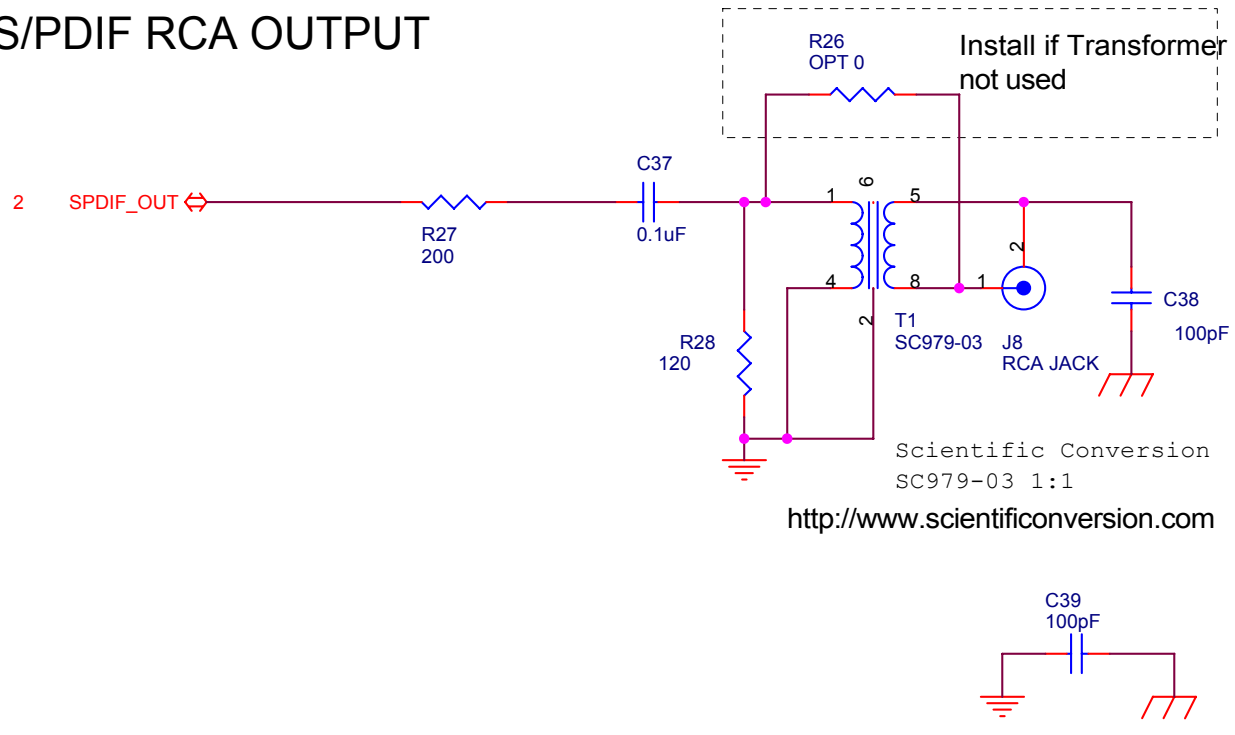 S/PDIF RCA OUTPUT
R26
OPT 0
Install if Transformer
not used
2 SPDIF_OUT
R27
200
C37
0.1uF
R28
120
1
6
5
4
2
8
1
2
T1
SC979-03
J8
RCA JACK
C38
100pF
Scientific Conversion
SC979-03 1:1
http://www.scientificonversion.com
C39
100pF